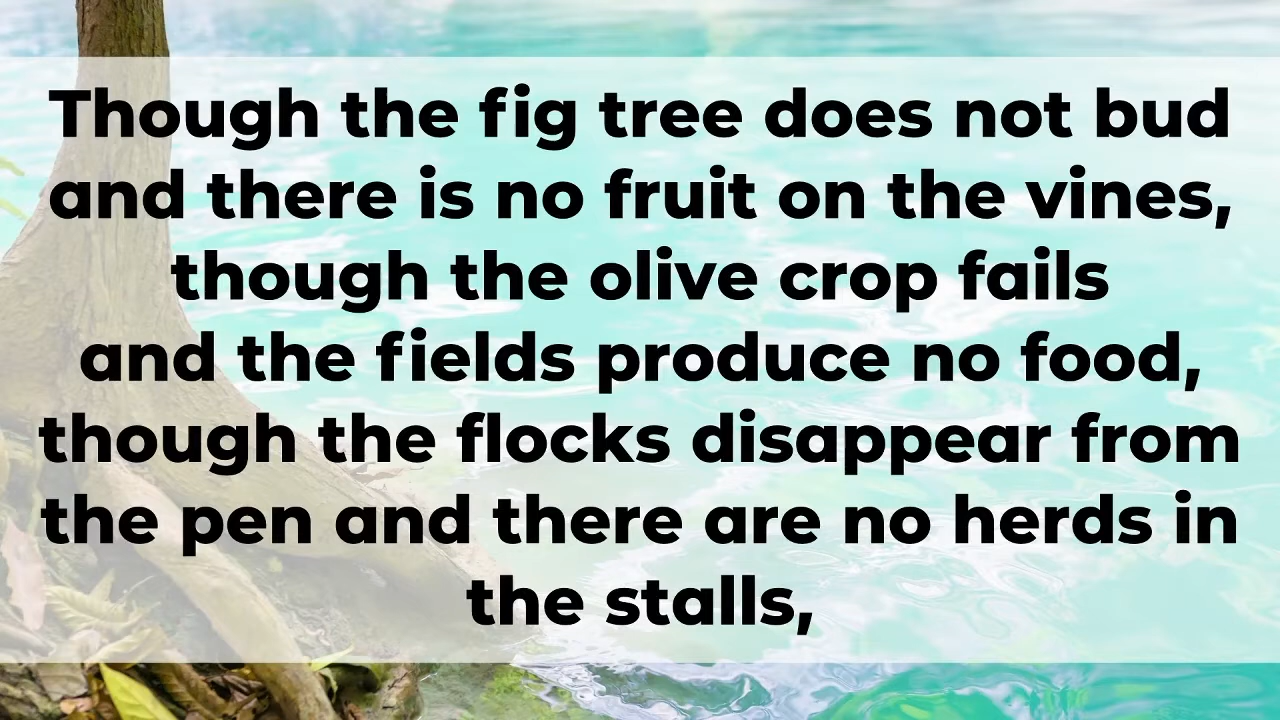 Though the fig tree does not bud
and there is no fruit on the vines,
though the olive crop fails
and the fields produce no food,
though the flocks disappear from
the pen and there are no herds in
the stalls,